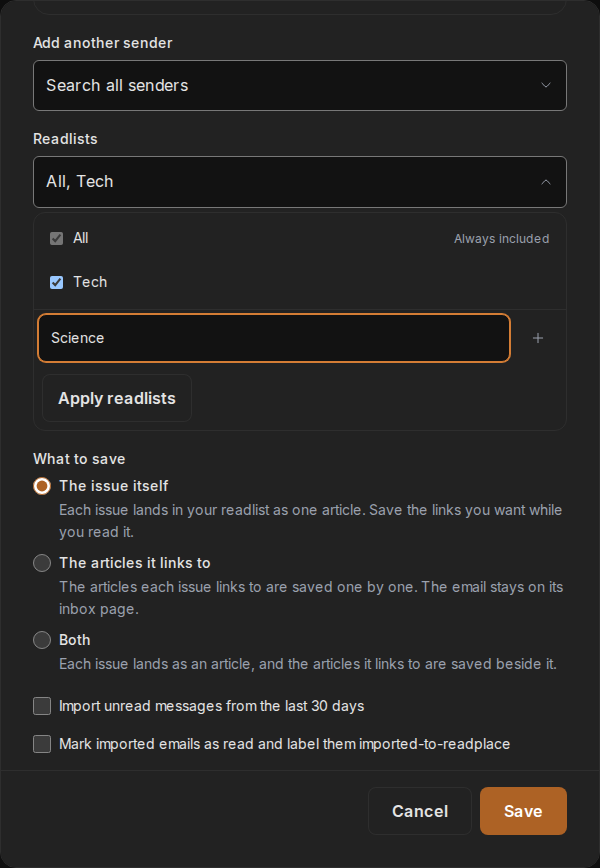 Add another sender
Search all senders
Readlists
All, Tech
All
Always included
Tech
Science
Apply readlists
What to save
The issue itself
Each issue lands in your readlist as one article. Save the links you want while
you read it.
The articles it links to
The articles each issue links to are saved one by one. The email stays on its
inbox page.
Both
Each issue lands as an article, and the articles it links to are saved beside it.
Import unread messages from the last 30 days
Mark imported emails as read and label them imported-to-readplace
Cancel
Save